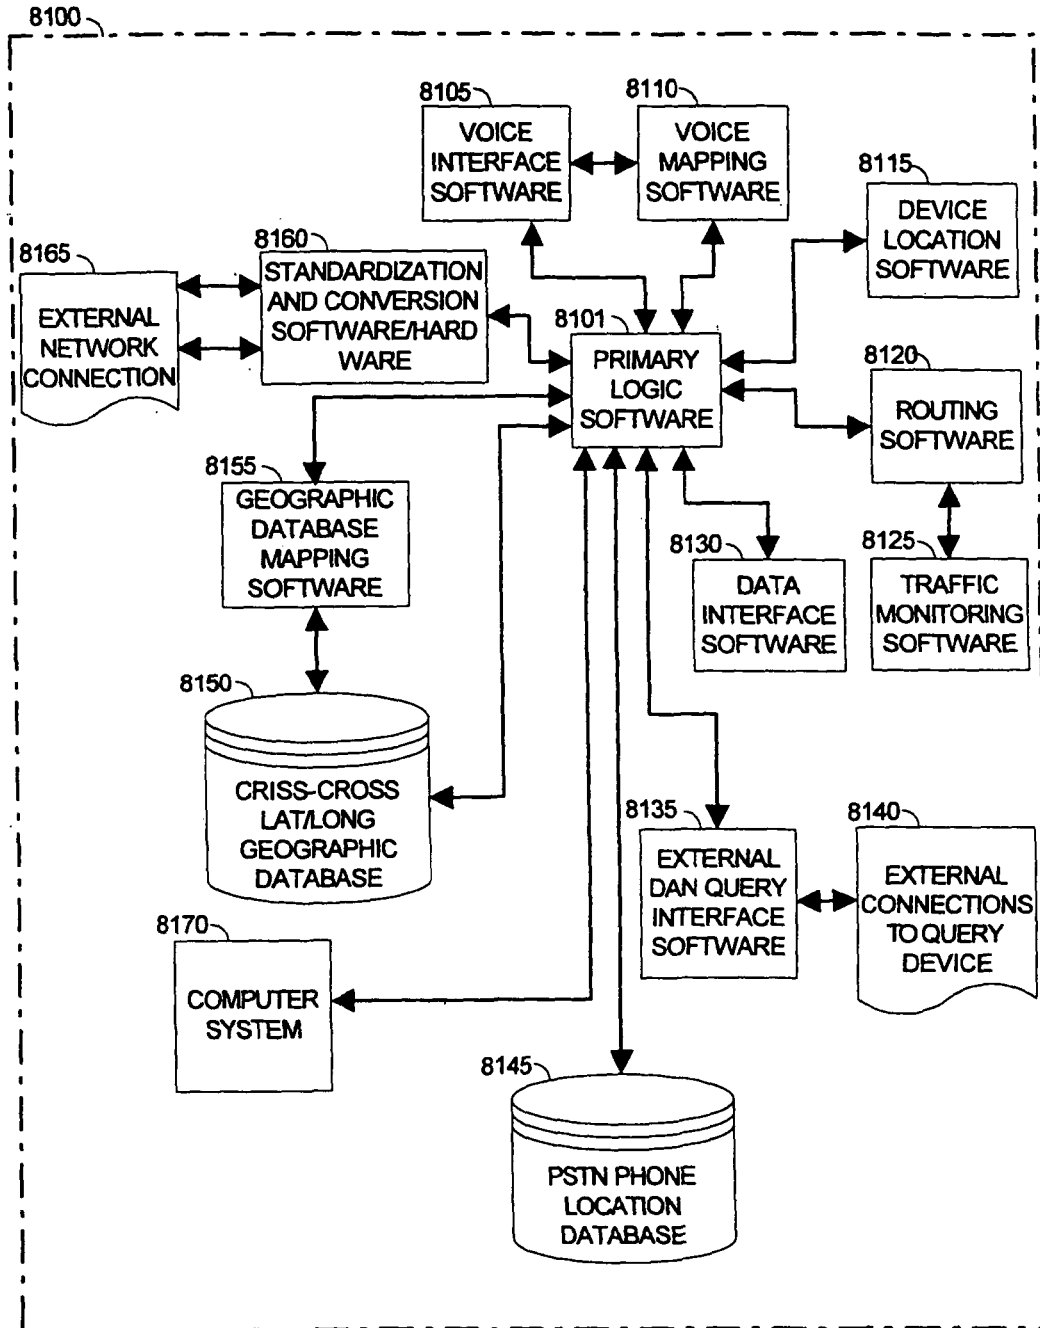 8100
8105
VOICE
INTERFACE
SOFTWARE
8110
VOICE
MAPPING
SOFTWARE
8115
DEVICE
LOCATION
SOFTWARE
8165
EXTERNAL
NETWORK
CONNECTION
8160
STANDARDIZATION
AND CONVERSION
SOFTWARE/HARD
WARE
8101
PRIMARY
LOGIC
SOFTWARE
8120
ROUTING
SOFTWARE
8155
GEOGRAPHIC
DATABASE
MAPPING
SOFTWARE
8130
DATA
INTERFACE
SOFTWARE
8125
TRAFFIC
MONITORING
SOFTWARE
8150
CRISS-CROSS
LAT/LONG
GEOGRAPHIC
DATABASE
8135
EXTERNAL
DAN QUERY
INTERFACE
SOFTWARE
8140
EXTERNAL
CONNECTIONS
TO QUERY
DEVICE
8170
COMPUTER
SYSTEM
8145
PSTN PHONE
LOCATION
DATABASE